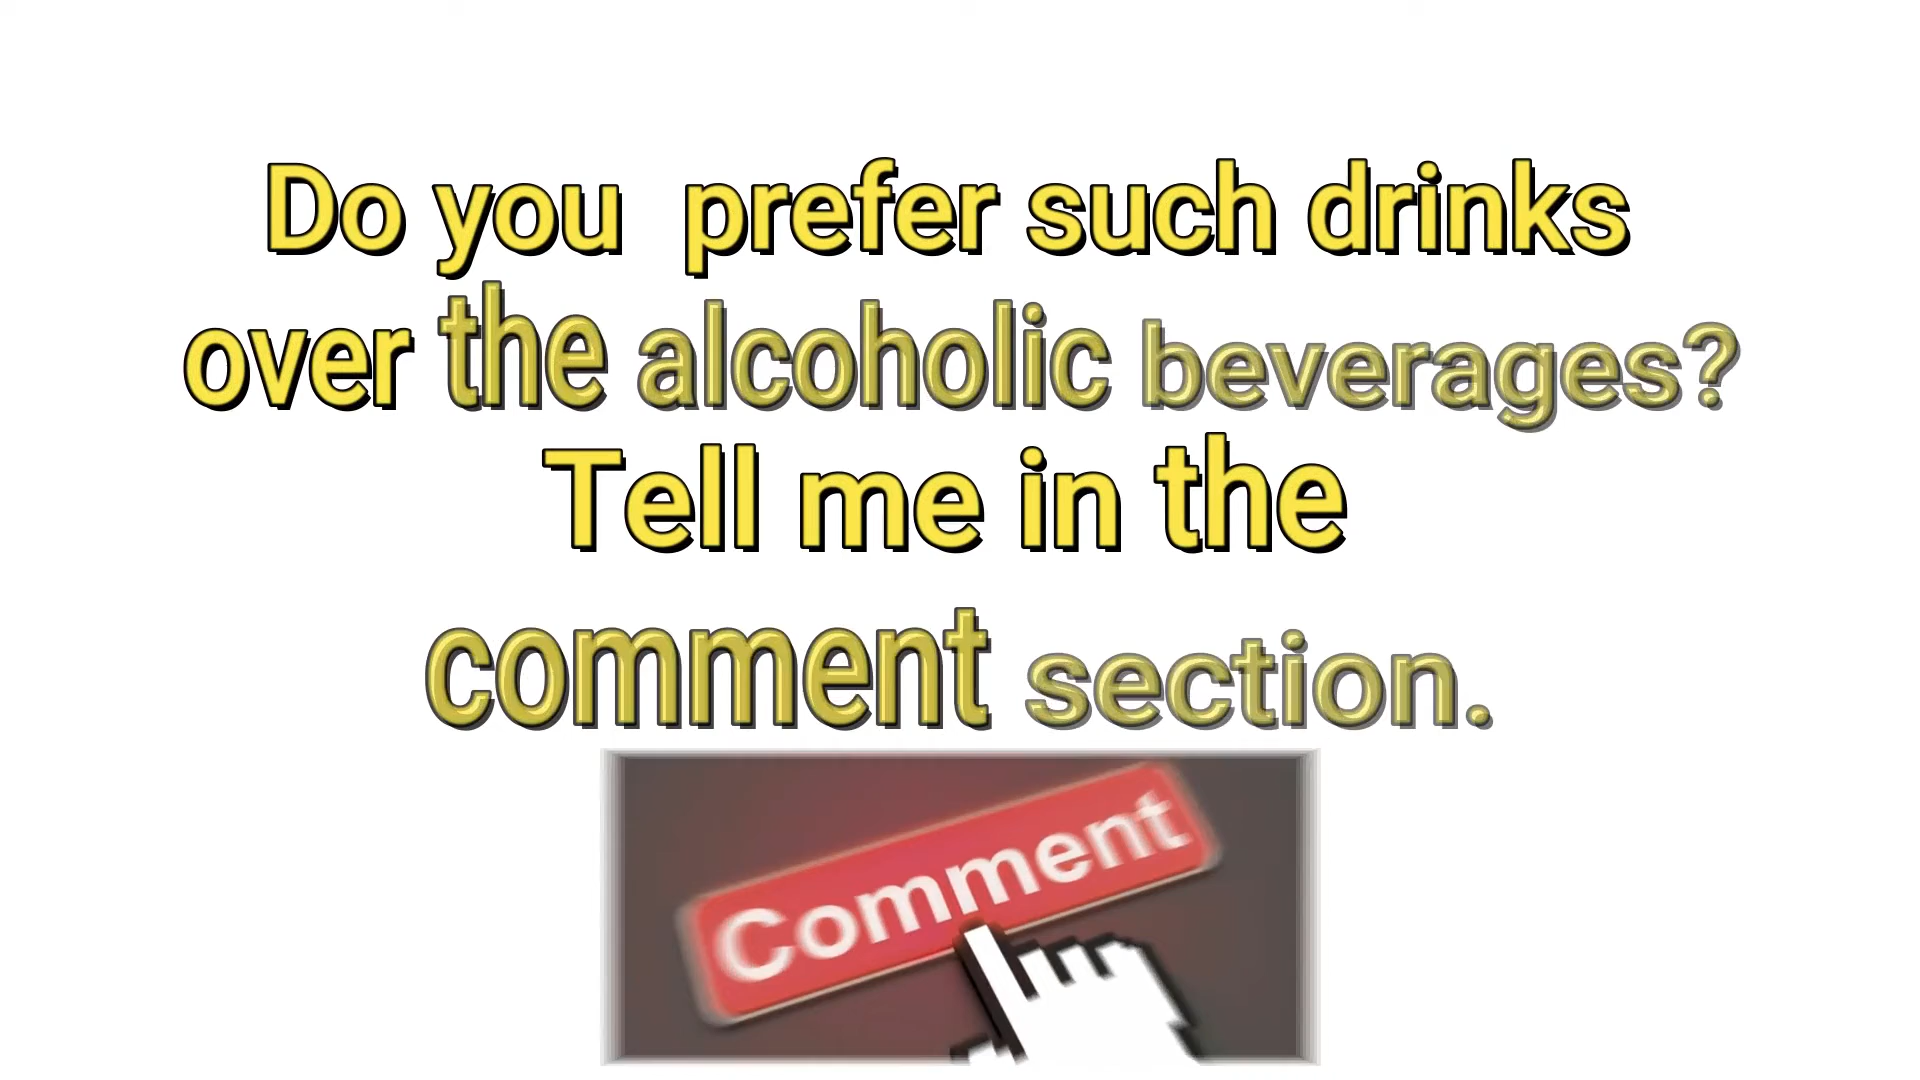 Do you  prefer such drinks
over the alcoholic beverages?
Tell me in the
comment section.
Comment